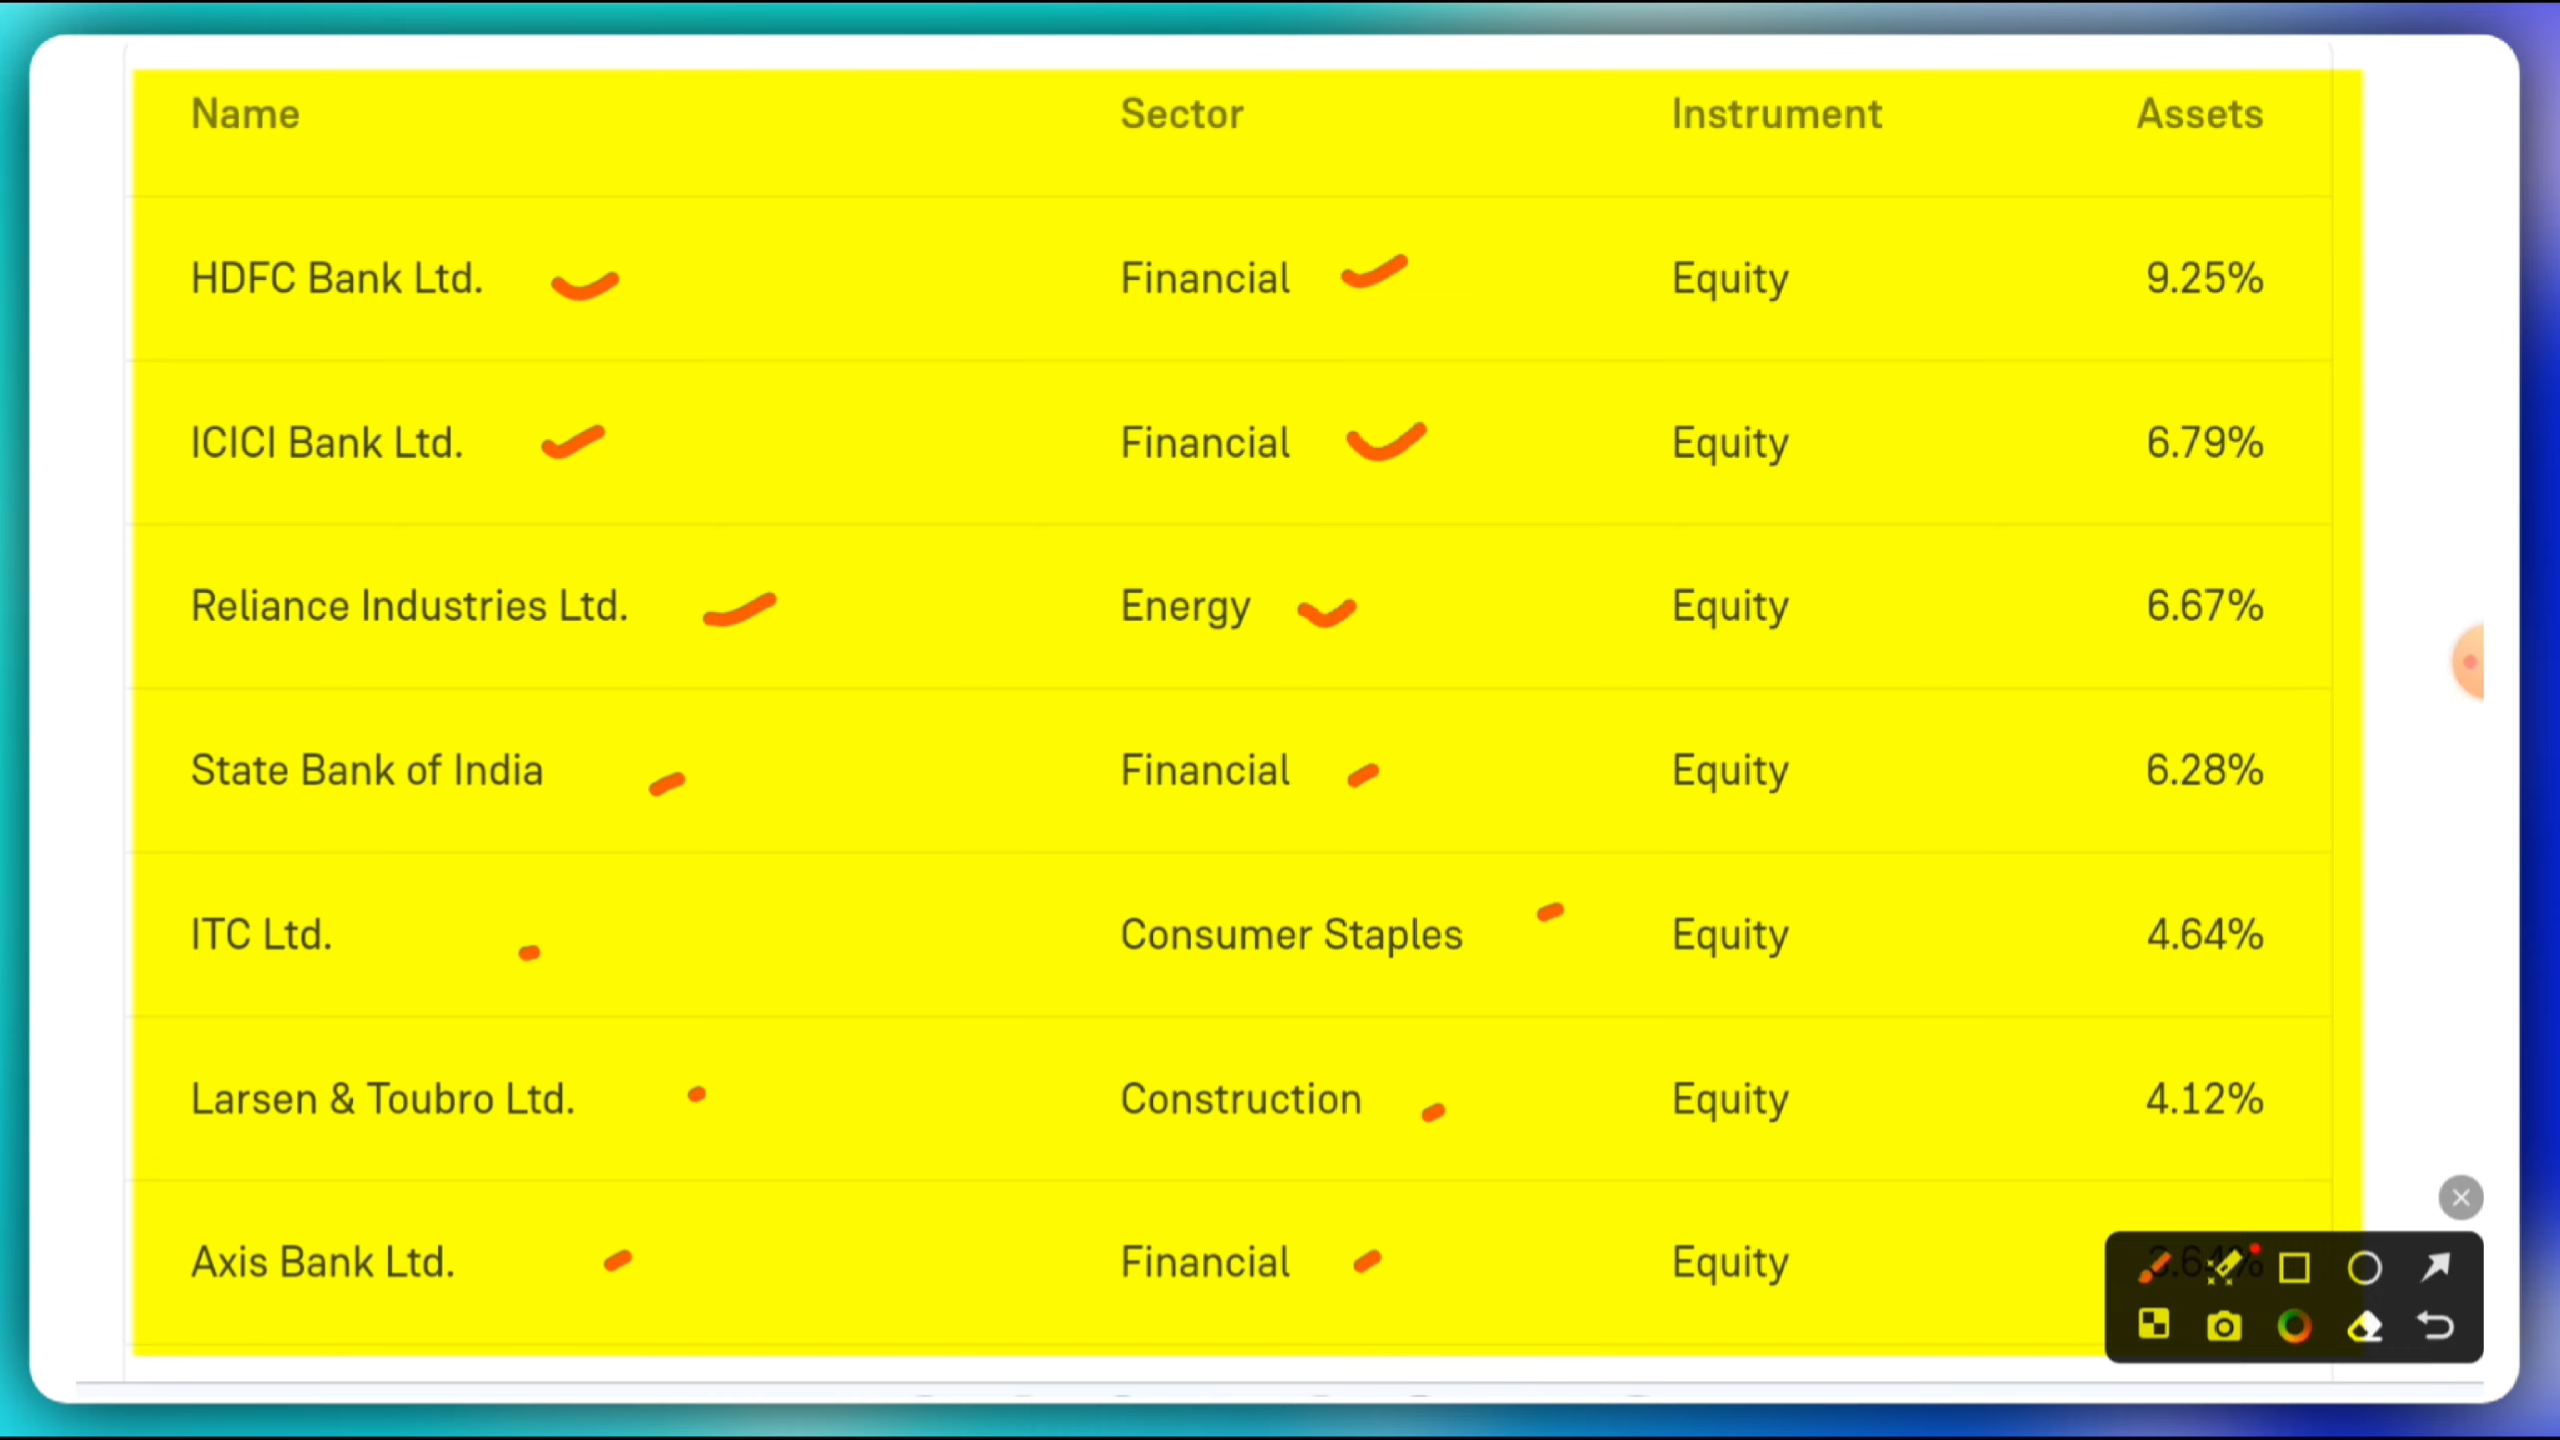 Name Sector Instrument Assets
HDFC Bank Ltd. Financial Equity 9.25%
ICICI Bank Ltd. Financial Equity 6.79%
Reliance Industries Ltd. Energy Equity 6.67%
State Bank of India Financial Equity 6.28%
ITC Ltd. Consumer Staples Equity 4.64%
Larsen & Toubro Ltd. Construction Equity 4.12%
Axis Bank Ltd. Financial Equity